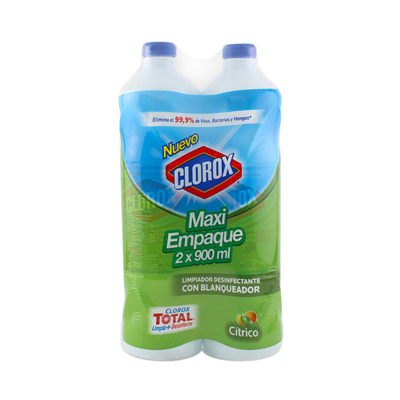 Elimina el 99,9% de Virus, Bacterias y Hongos*
Nuevo
CLOROX
Maxi
Empaque
2 x 900 ml
LIMPIADOR DESINFECTANTE
CON BLANQUEADOR
CLOROX
TOTAL
Limpia+Desinfecta
Cítrico